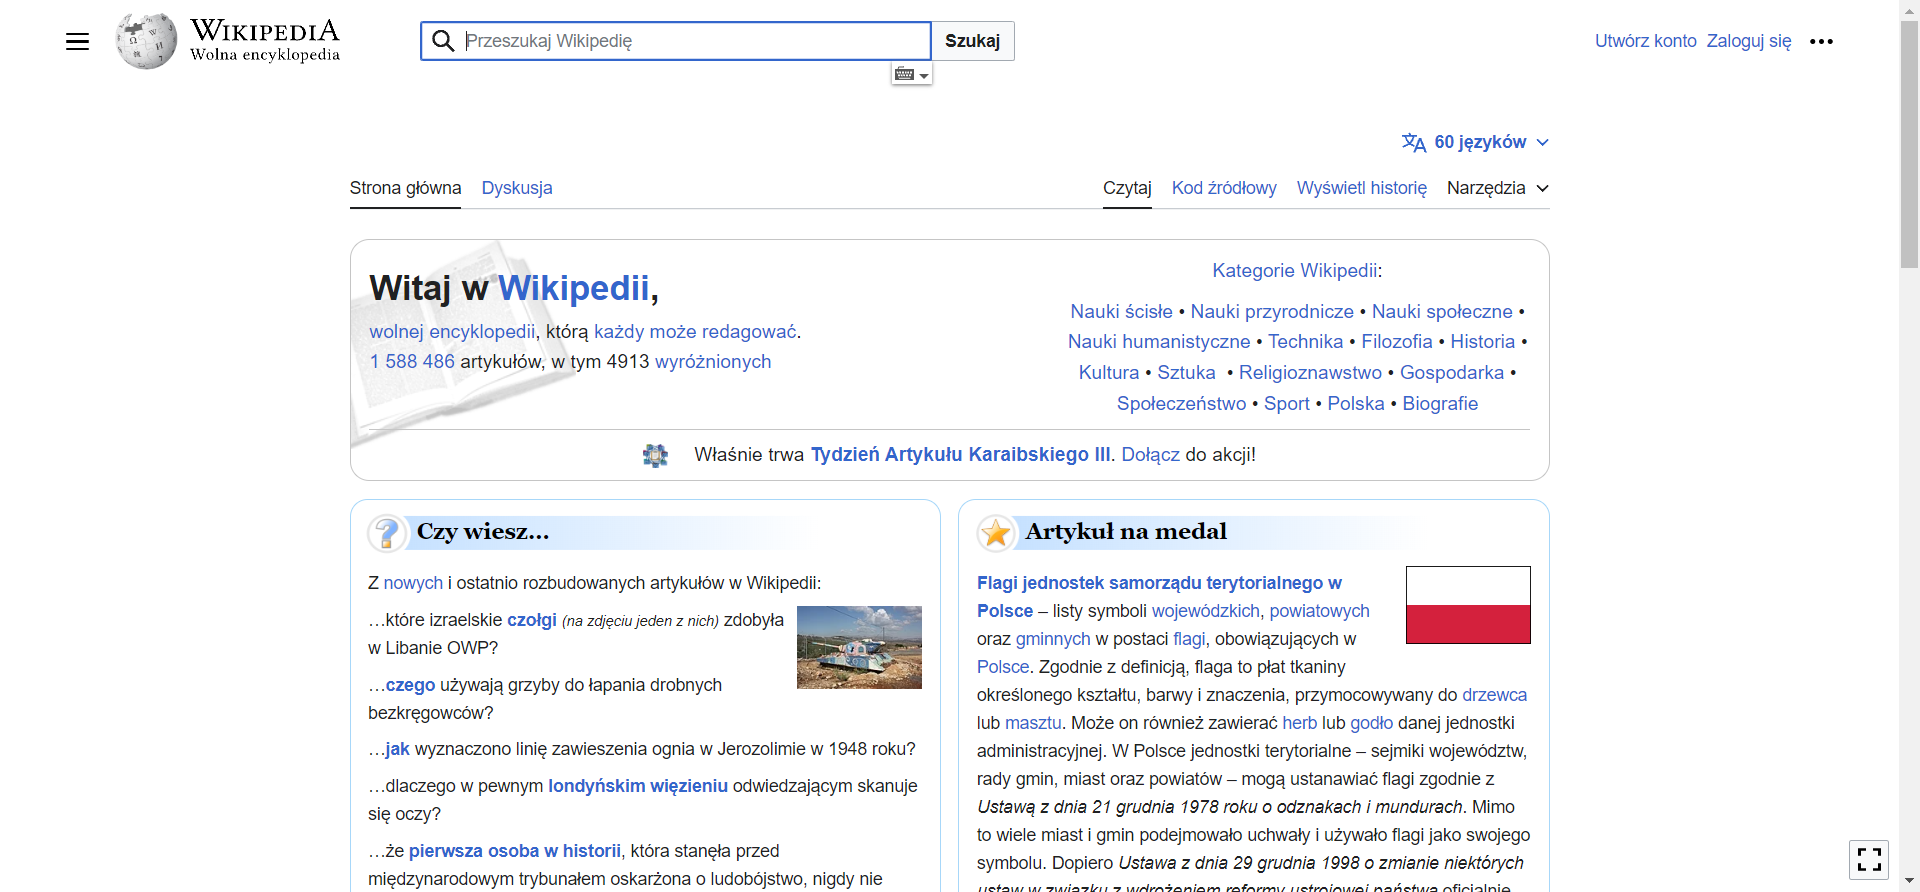 WIKIPEDIA
Wolna encyklopedia
Przeszukaj Wikipedię
Szukaj
Utwórz konto
Zaloguj się
60 języków
Strona główna
Dyskusja
Czytaj
Kod źródłowy
Wyświetl historię
Narzędzia
Witaj w Wikipedii,
wolnej encyklopedii, którą każdy może redagować.
1 588 486 artykułów, w tym 4913 wyróżnionych
Kategorie Wikipedii:
Nauki ścisłe • Nauki przyrodnicze • Nauki społeczne •
Nauki humanistyczne • Technika • Filozofia • Historia •
Kultura • Sztuka • Religioznawstwo • Gospodarka •
Społeczeństwo • Sport • Polska • Biografie
Właśnie trwa Tydzień Artykułu Karaibskiego III. Dołącz do akcji!
Czy wiesz...
Z nowych i ostatnio rozbudowanych artykułów w Wikipedii:
…które izraelskie czołgi (na zdjęciu jeden z nich) zdobyła
w Libanie OWP?
…czego używają grzyby do łapania drobnych
bezkręgowców?
…jak wyznaczono linię zawieszenia ognia w Jerozolimie w 1948 roku?
…dlaczego w pewnym londyńskim więzieniu odwiedzającym skanuje
się oczy?
…że pierwsza osoba w historii, która stanęła przed
międzynarodowym trybunałem oskarżona o ludobójstwo, nigdy nie
Artykuł na medal
Flagi jednostek samorządu terytorialnego w
Polsce – listy symboli wojewódzkich, powiatowych
oraz gminnych w postaci flagi, obowiązujących w
Polsce. Zgodnie z definicją, flaga to płat tkaniny
określonego kształtu, barwy i znaczenia, przymocowywany do drzewca
lub masztu. Może on również zawierać herb lub godło danej jednostki
administracyjnej. W Polsce jednostki terytorialne – sejmiki województw,
rady gmin, miast oraz powiatów – mogą ustanawiać flagi zgodnie z
Ustawą z dnia 21 grudnia 1978 roku o odznakach i mundurach. Mimo
to wiele miast i gmin podejmowało uchwały i używało flagi jako swojego
symbolu. Dopiero Ustawa z dnia 29 grudnia 1998 o zmianie niektórych
ustaw w związku z wdrożeniem reformy ustrojowej państwa oficjalnie